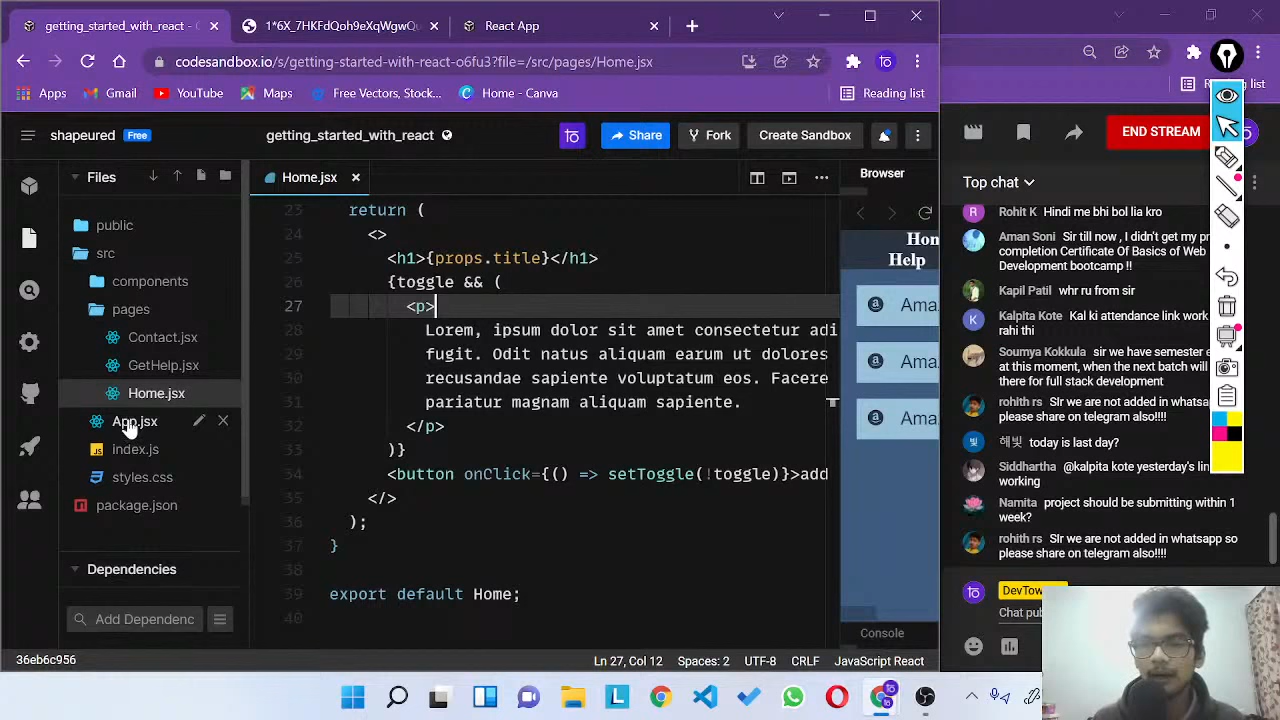 getting_started_with_react - C
1*6X_7HKFdQoh9eXqWgwQ
React App
codesandbox.io/s/getting-started-with-react-o6fu3?file=/src/pages/Home.jsx
Apps
Gmail
YouTube
Maps
Free Vectors, Stock...
Home - Canva
Reading list
shapeured
Free
getting_started_with_react
Share
Fork
Create Sandbox
Files
public
src
components
pages
Contact.jsx
GetHelp.jsx
Home.jsx
App.jsx
index.js
styles.css
package.json
Dependencies
Add Dependenc
36eb6c956
Home.jsx
23 return (
24 <>
25 <h1>{props.title}</h1>
26 {toggle && (
27 <p>
28 Lorem, ipsum dolor sit amet consectetur adi
29 fugit. Odit natus aliquam earum ut dolores
30 recusandae sapiente voluptatum eos. Facere
31 pariatur magnam aliquam sapiente.
32 </p>
33 )}
34 <button onClick={() => setToggle(!toggle)}>add
35 </>
36 );
37 }
38
39 export default Home;
40
Ln 27, Col 12
Spaces: 2
UTF-8
CRLF
JavaScript React
Browser
Hom
Help
Ama
Ama
Ama
Console
Reading list
END STREAM
Top chat
Rohit K Hindi me bhi bol lia kro
Aman Soni Sir till now , I didn't get my pr
completion Certificate Of Basics of Web
Development bootcamp !!
Kapil Patil whr ru from sir
Kalpita Kote Kal ki attendance link work
rahi thi
Soumya Kokkula sir we have semester e
at this moment, when the next batch will
there for full stack development
rohith rs SIr we are not added in whatsapp
please share on telegram also!!!!
혜빛 today is last day?
Siddhartha @kalpita kote yesterday's lin
working
Namita project should be submitting within 1
week?
rohith rs SIr we are not added in whatsapp so
please share on telegram also!!!!
DevTow
Chat pub